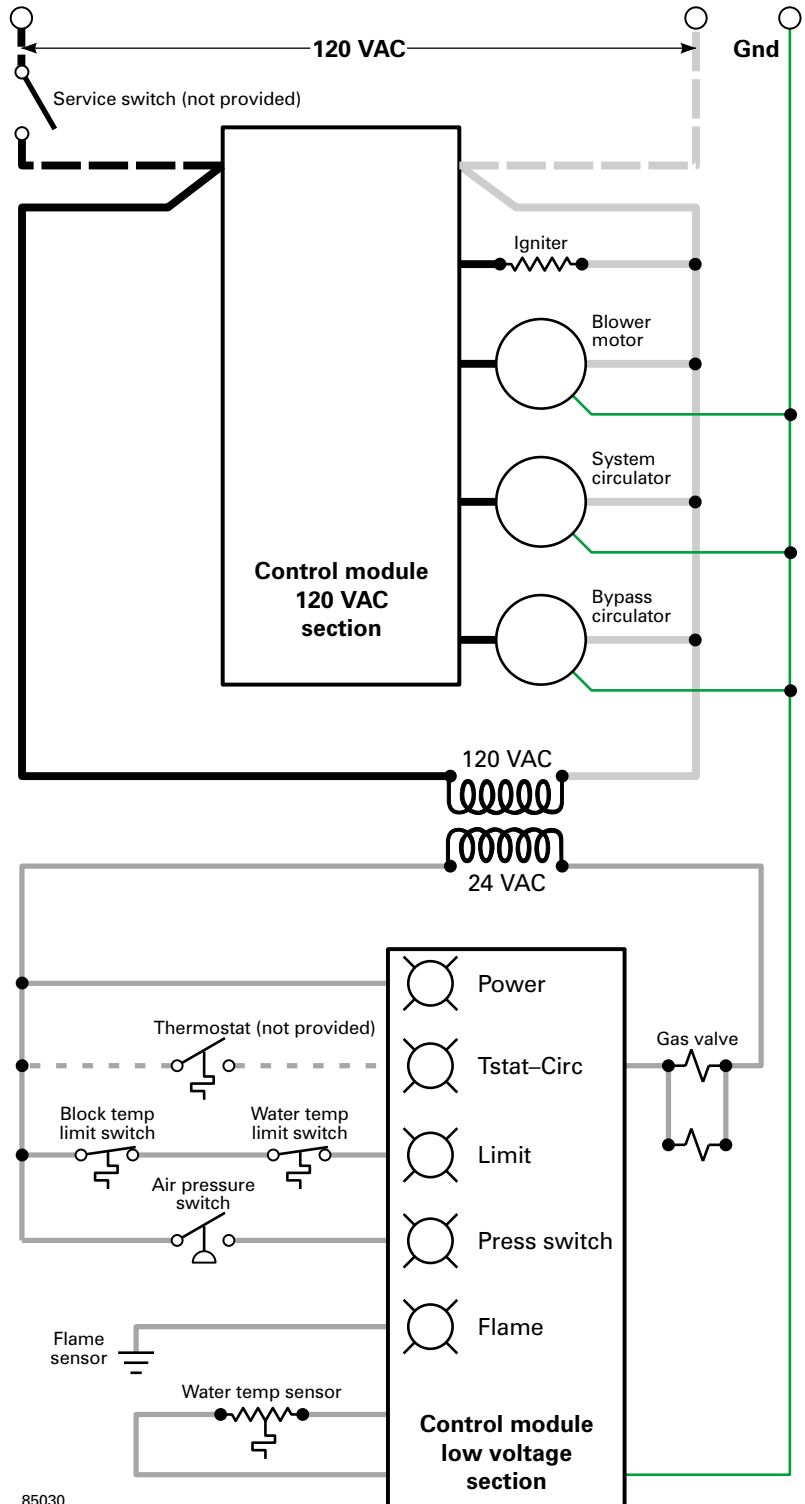 120 VAC
Gnd
Service switch (not provided)
Igniter
Blower
motor
System
circulator
Control module
120 VAC
section
Bypass
circulator
120 VAC
24 VAC
Power
Thermostat (not provided)
Tstat–Circ
Gas valve
Block temp
limit switch
Water temp
limit switch
Limit
Air pressure
switch
Press switch
Flame
sensor
Flame
Water temp sensor
Control module
low voltage
section
85030